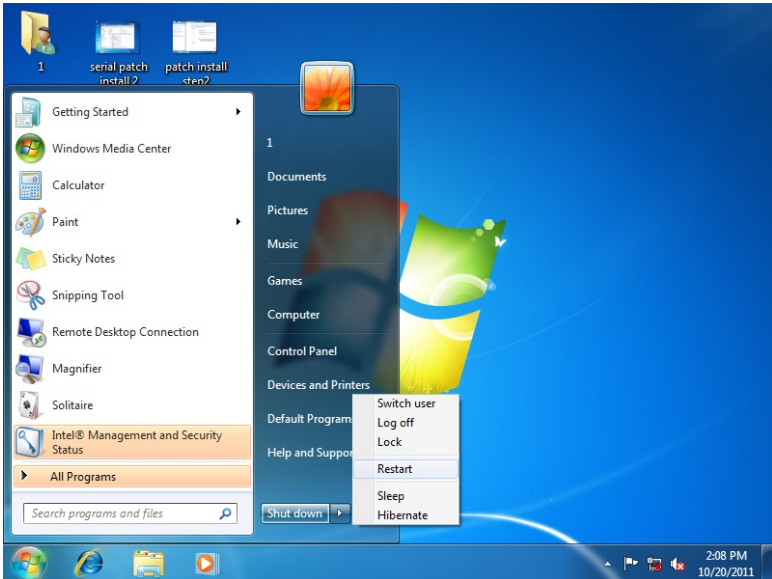 1
serial patch
install 2
patch install
step2
Getting Started
Windows Media Center
Calculator
Paint
Sticky Notes
Snipping Tool
Remote Desktop Connection
Magnifier
Solitaire
Intel® Management and Security
Status
All Programs
Search programs and files
1
Documents
Pictures
Music
Games
Computer
Control Panel
Devices and Printers
Default Program
Help and Suppor
Shut down
Switch user
Log off
Lock
Restart
Sleep
Hibernate
2:08 PM
10/20/2011